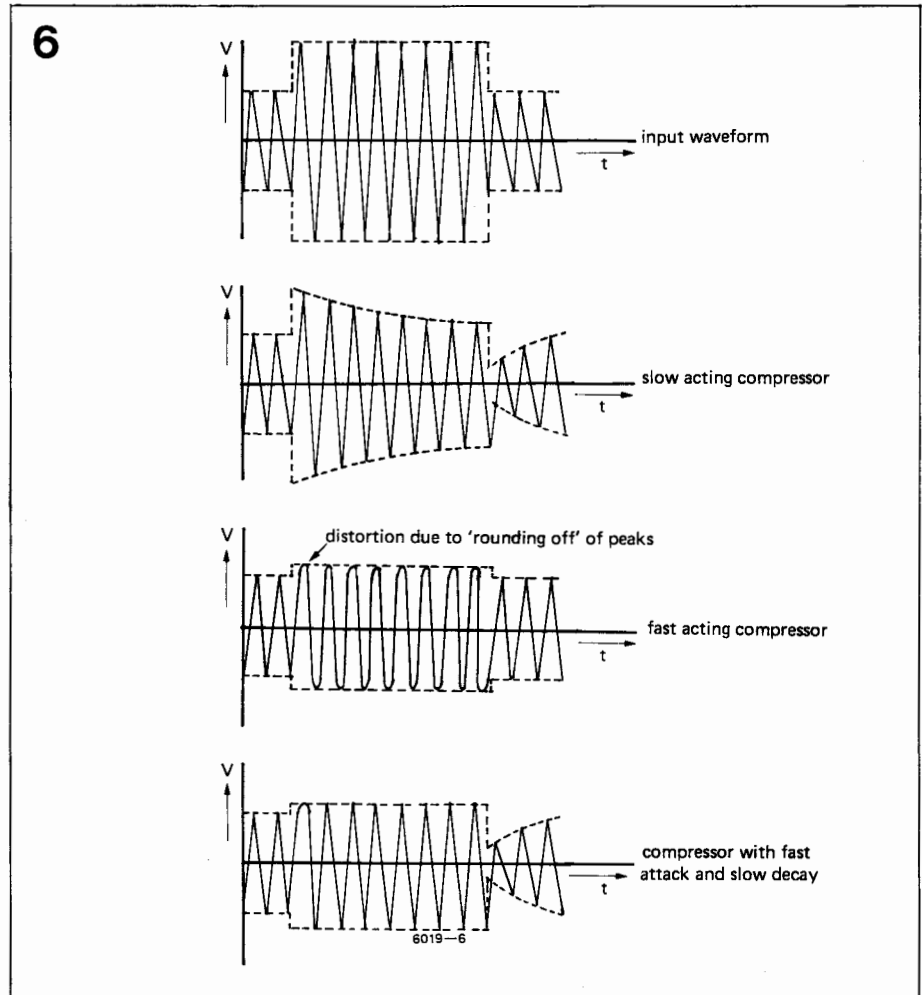 6
V
input waveform
t
V
slow acting compressor
t
distortion due to 'rounding off' of peaks
V
fast acting compressor
t
V
compressor with fast
attack and slow decay
t
6019—6